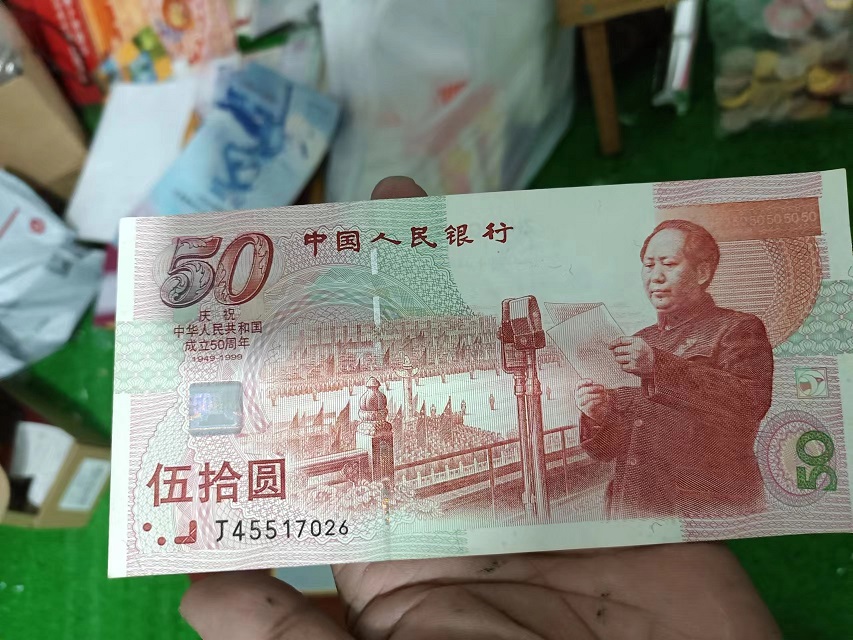 50
中国人民银行
庆祝
中华人民共和国
成立50周年
1949-1999
伍拾圆
J45517026
50